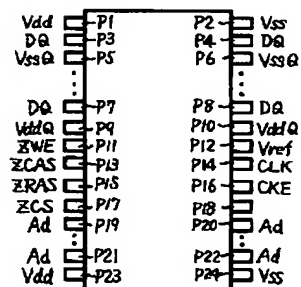 Vdd P1 P2 Vss
DQ P3 P4 DQ
VssQ P5 P6 VssQ
DQ P7 P8 DQ
VddQ P9 P10 VddQ
ZWE P11 P12 Vref
ZCAS P13 P14 CLK
ZRAS P15 P16 CKE
ZCS P17 P18
Ad P19 P20 Ad
Ad P21 P22 Ad
Vdd P23 P24 Vss